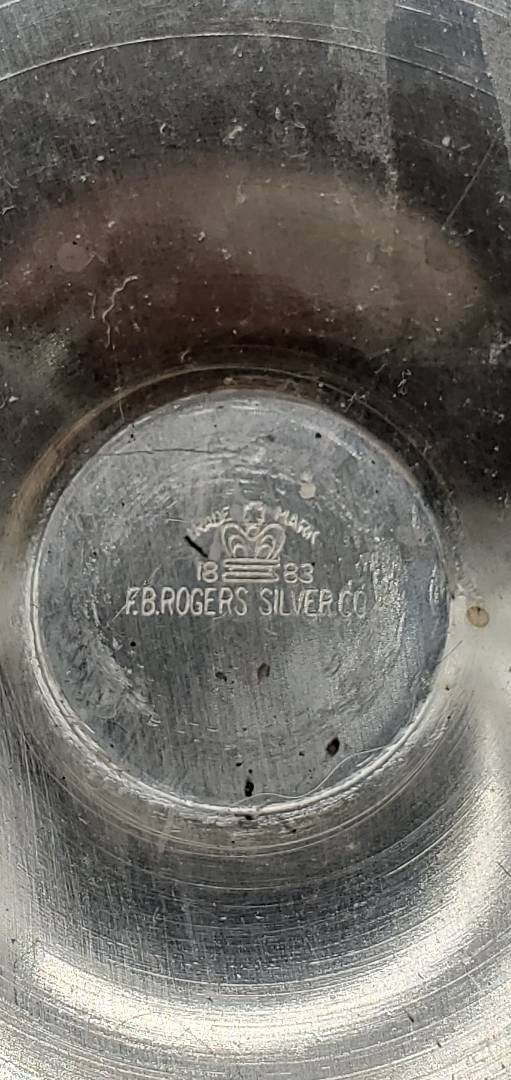 TRADE MARK
18 83
F.B.ROGERS SILVER CO